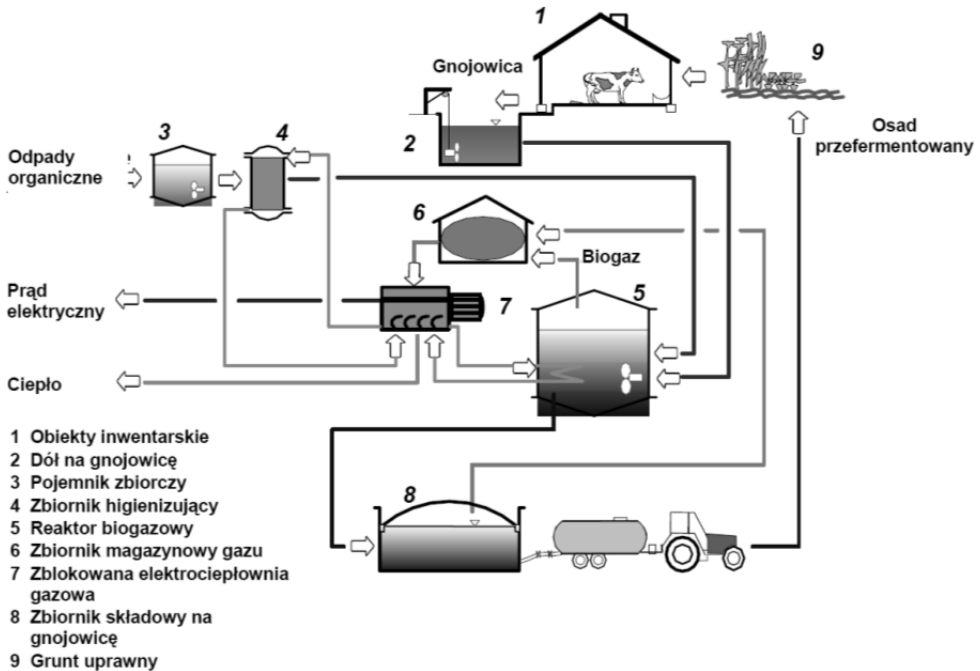 1
9
Gnojowica
2
Osad
przefermentowany
3
4
Odpady
organiczne
6
Biogaz
5
Prąd
elektryczny
7
Ciepło
8
1 Obiekty inwentarskie
2 Dół na gnojowicę
3 Pojemnik zbiorczy
4 Zbiornik higienizujący
5 Reaktor biogazowy
6 Zbiornik magazynowy gazu
7 Zblokowana elektrociepłownia
gazowa
8 Zbiornik składowy na
gnojowicę
9 Grunt uprawny